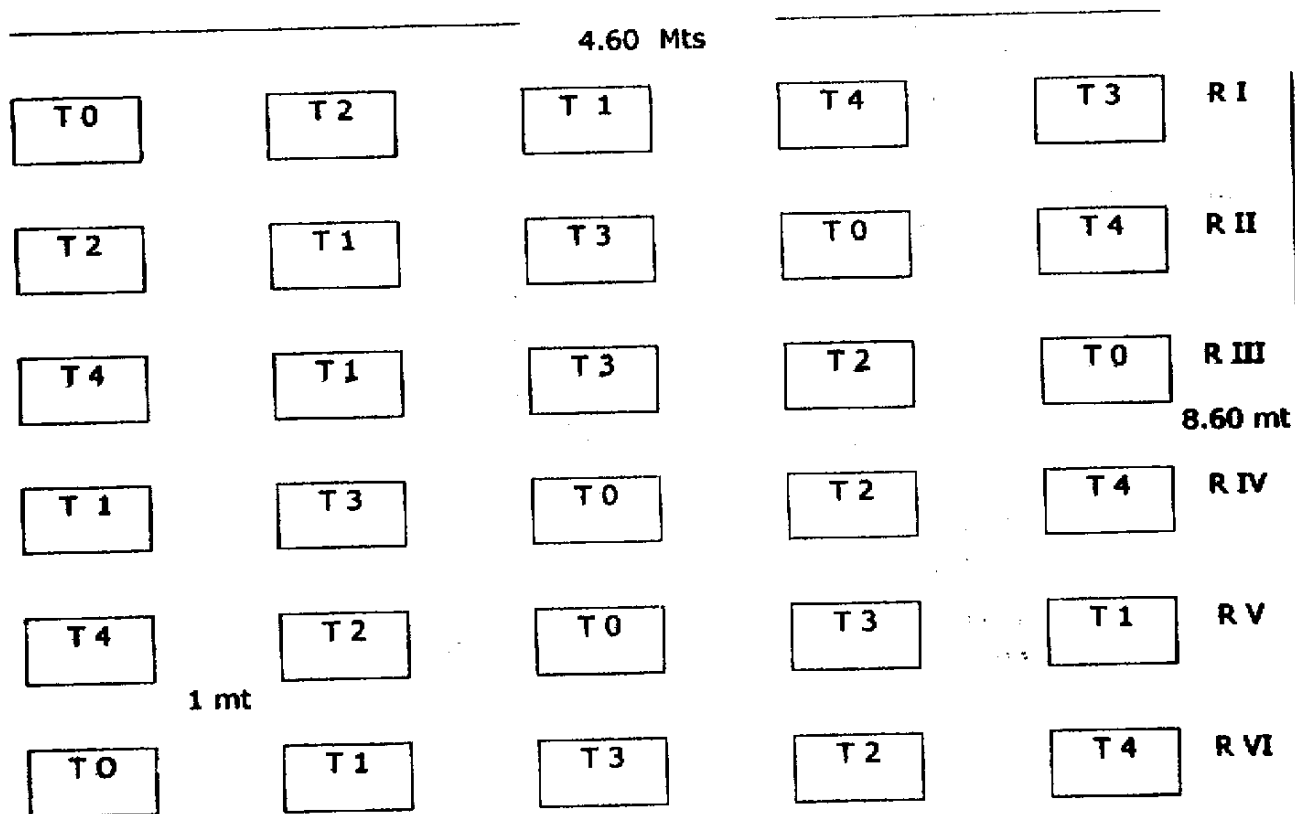 4.60 Mts
T 0 T 2 T 1 T 4 T 3 R I
T 2 T 1 T 3 T 0 T 4 R II
T 4 T 1 T 3 T 2 T 0 R III
8.60 mt
T 1 T 3 T 0 T 2 T 4 R IV
T 4 T 2 T 0 T 3 T 1 R V
1 mt
T O T 1 T 3 T 2 T 4 R VI